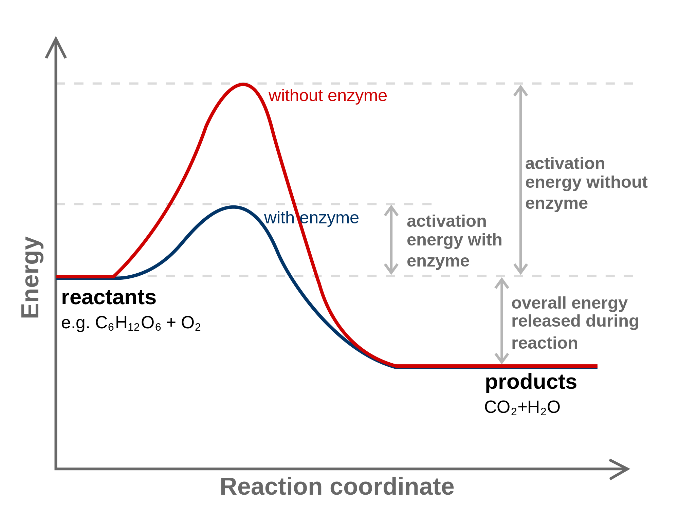 without enzyme
activation
energy without
enzyme
with enzyme
activation
energy with
enzyme
Energy
reactants
e.g. C₆H₁₂O₆ + O₂
overall energy
released during
reaction
products
CO₂+H₂O
Reaction coordinate